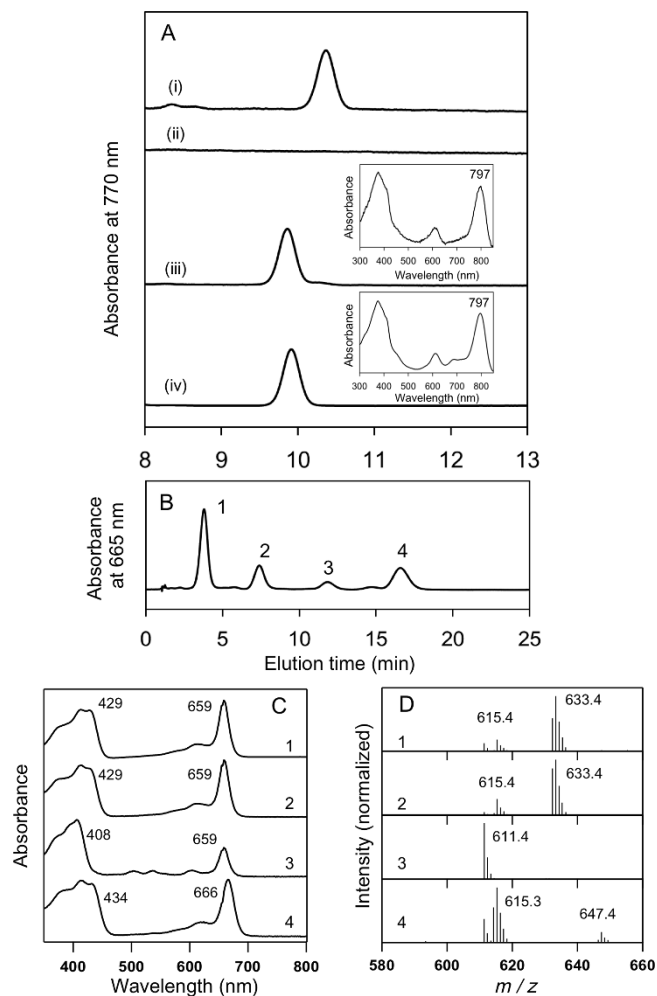 A
(i)
(ii)
(iii)
(iv)
Absorbance at 770 nm
797
Absorbance
300 400 500 600 700 800
Wavelength (nm)
797
Absorbance
300 400 500 600 700 800
Wavelength (nm)
8 9 10 11 12 13
B
1
2
3
4
Absorbance
at 665 nm
0 5 10 15 20 25
Elution time (min)
C
429 659
1
429 659
2
408 659
3
434 666
4
Absorbance
400 500 600 700 800
Wavelength (nm)
D
633.4
615.4
1
633.4
615.4
2
611.4
3
615.3
647.4
4
Intensity (normalized)
580 600 620 640 660
m / z